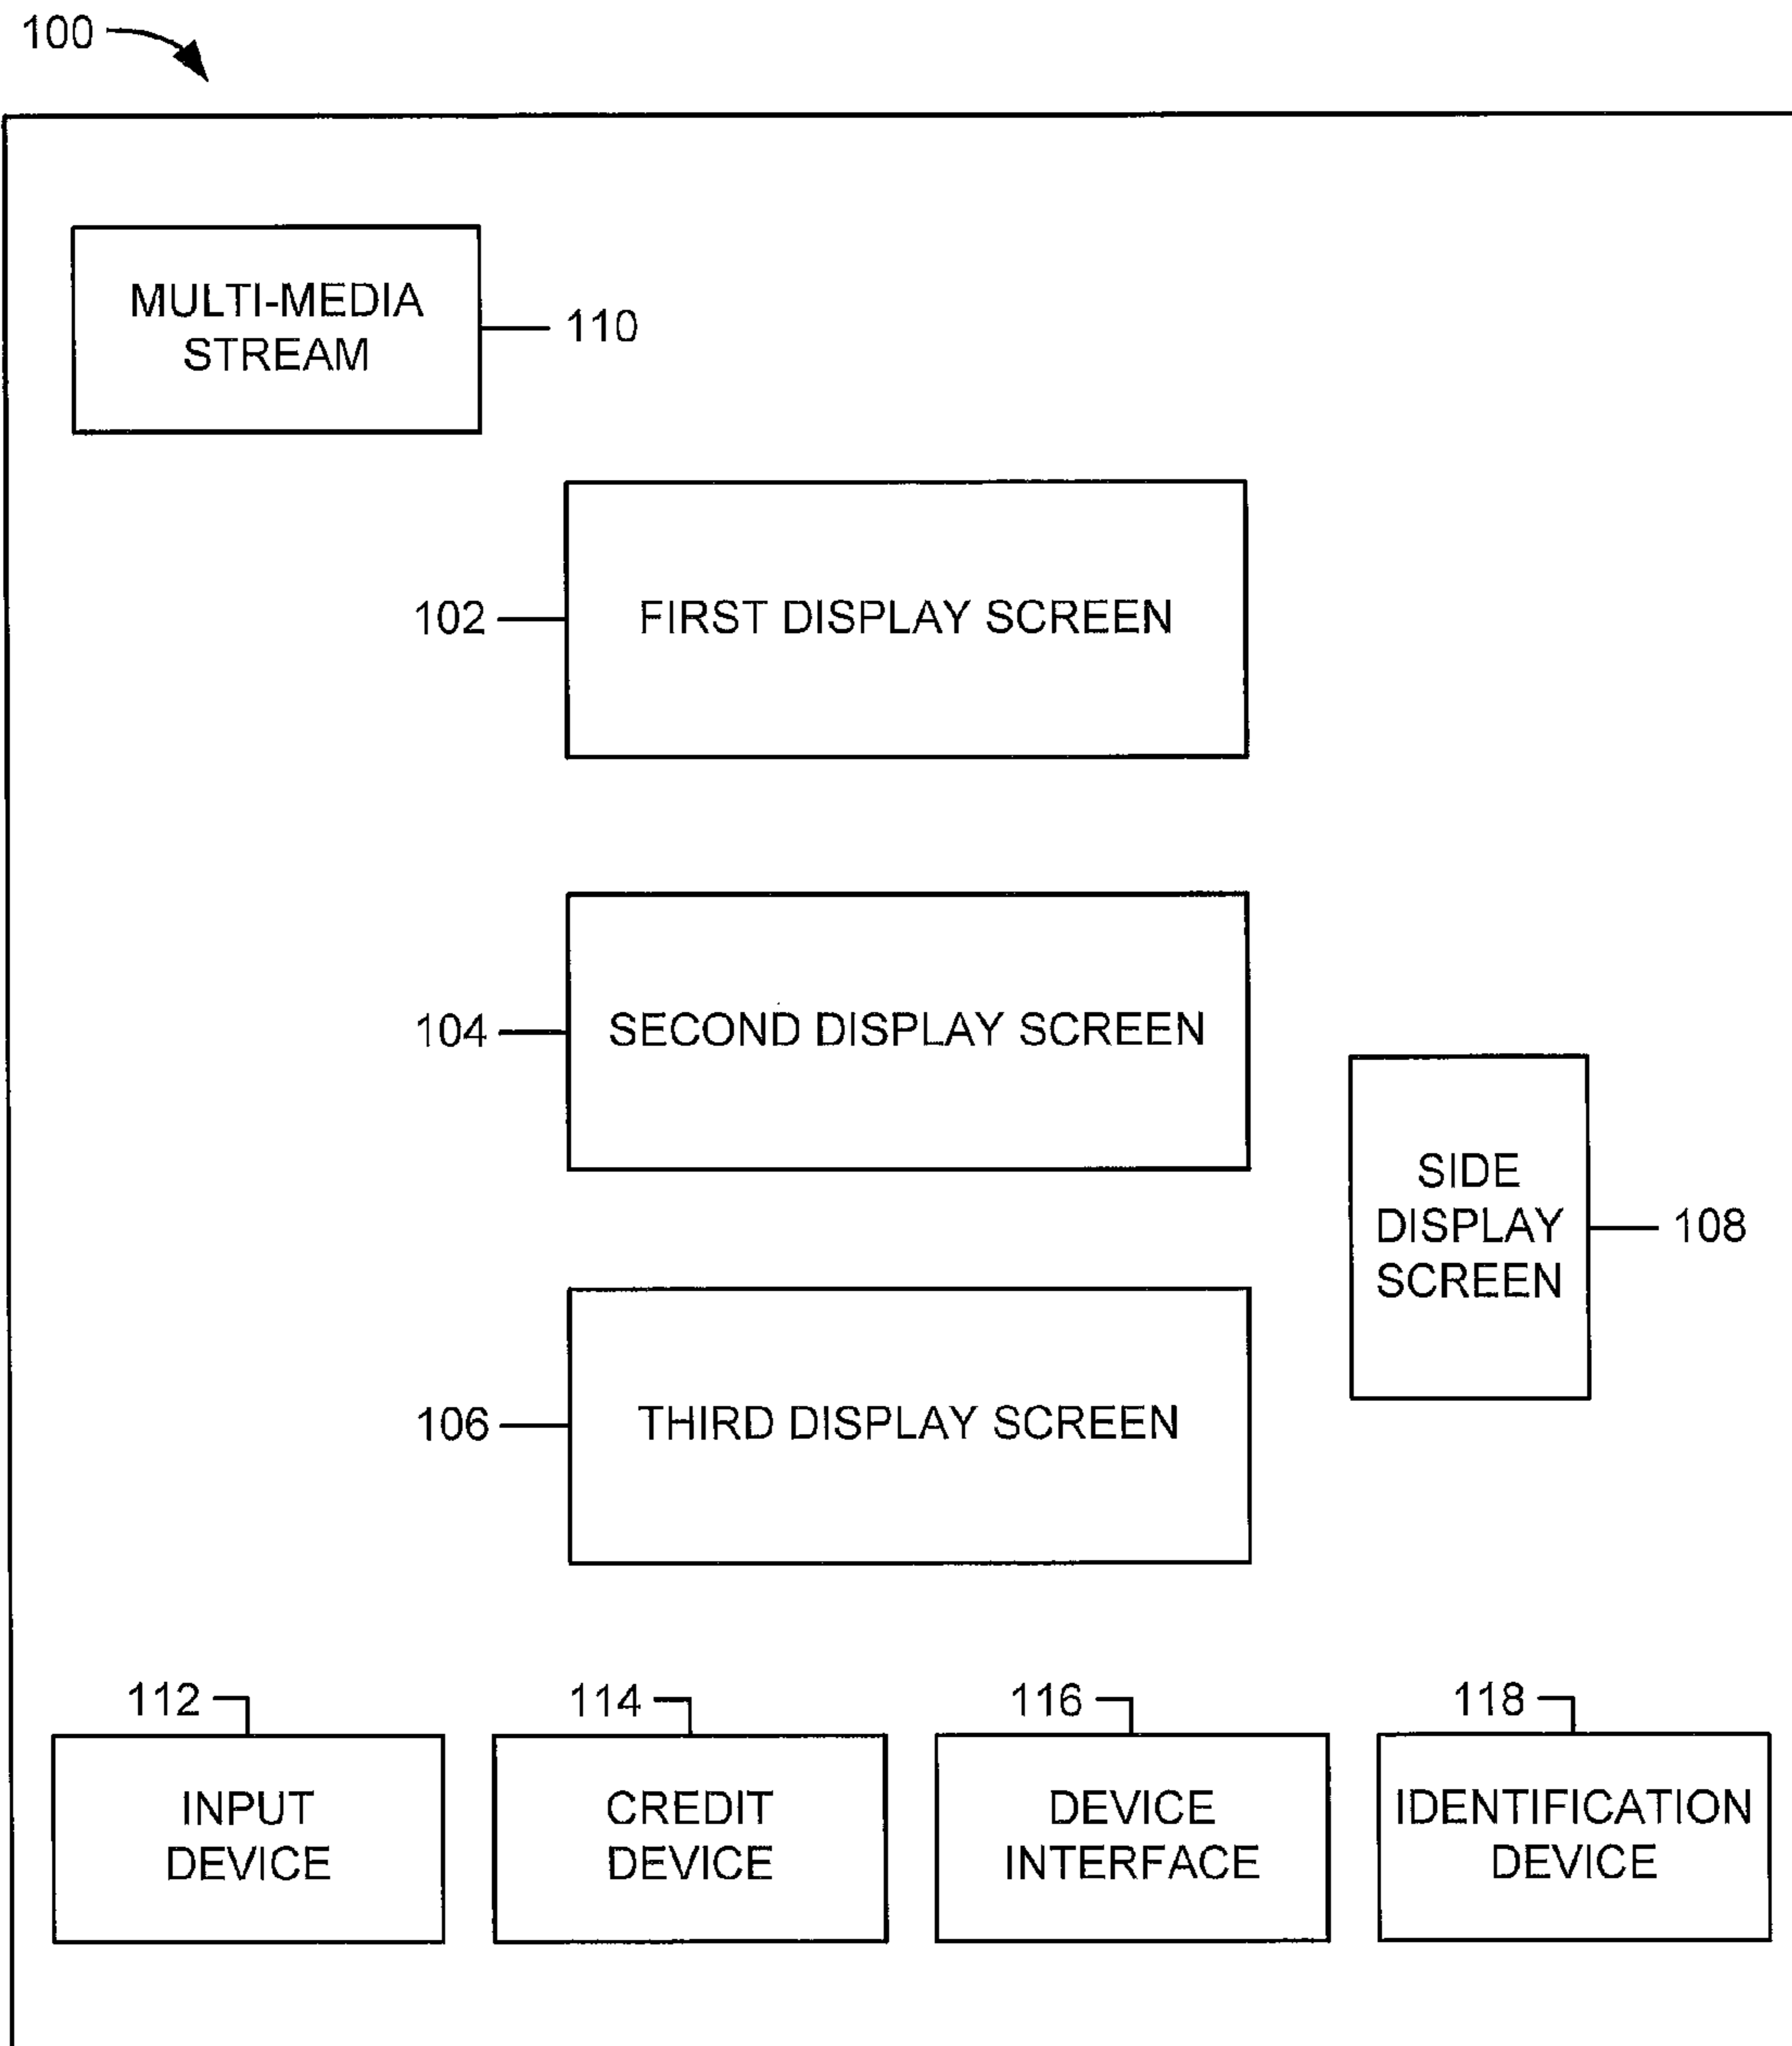 100
MULTI-MEDIA
STREAM
110
102
FIRST DISPLAY SCREEN
104
SECOND DISPLAY SCREEN
SIDE
DISPLAY
SCREEN
108
106
THIRD DISPLAY SCREEN
112
INPUT
DEVICE
114
CREDIT
DEVICE
116
DEVICE
INTERFACE
118
IDENTIFICATION
DEVICE